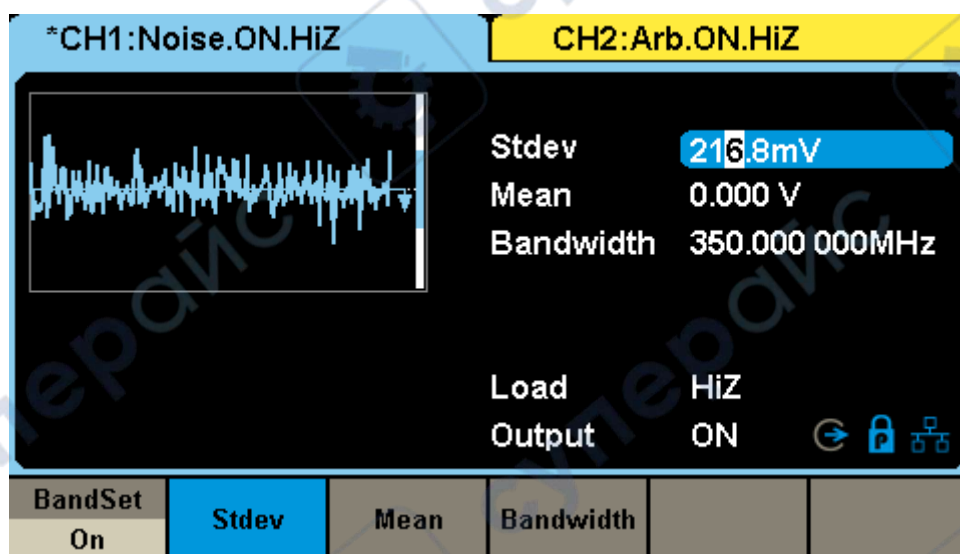 *CH1:Noise.ON.HiZ
CH2:Arb.ON.HiZ
Stdev 216.8mV
Mean 0.000 V
Bandwidth 350.000 000MHz
Load HiZ
Output ON
BandSet
On
Stdev
Mean
Bandwidth
суперайс